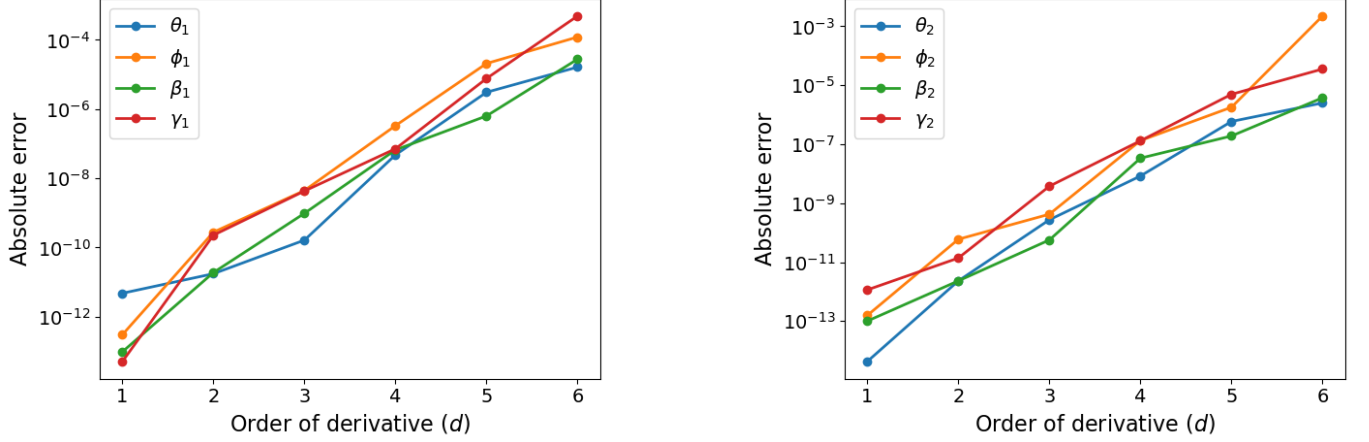 θ₁
ϕ₁
β₁
γ₁
10⁻⁴
10⁻⁶
10⁻⁸
10⁻¹⁰
10⁻¹²
Absolute error
1 2 3 4 5 6
Order of derivative (d)
θ₂
ϕ₂
β₂
γ₂
10⁻³
10⁻⁵
10⁻⁷
10⁻⁹
10⁻¹¹
10⁻¹³
Absolute error
1 2 3 4 5 6
Order of derivative (d)